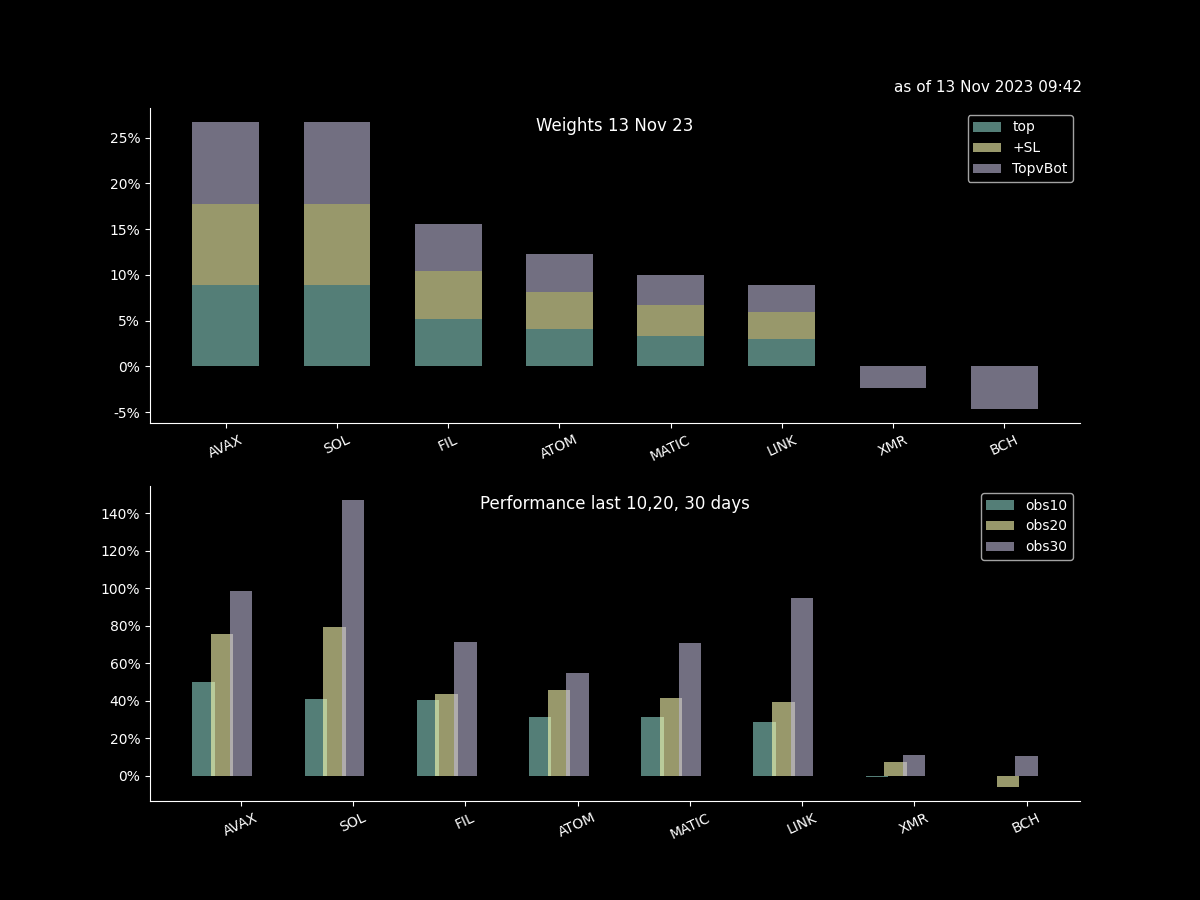 as of 13 Nov 2023 09:42
Weights 13 Nov 23
top
+SL
TopvBot
25%
20%
15%
10%
5%
0%
-5%
AVAX SOL FIL ATOM MATIC LINK XMR BCH
Performance last 10,20, 30 days
obs10
obs20
obs30
140%
120%
100%
80%
60%
40%
20%
0%
AVAX SOL FIL ATOM MATIC LINK XMR BCH